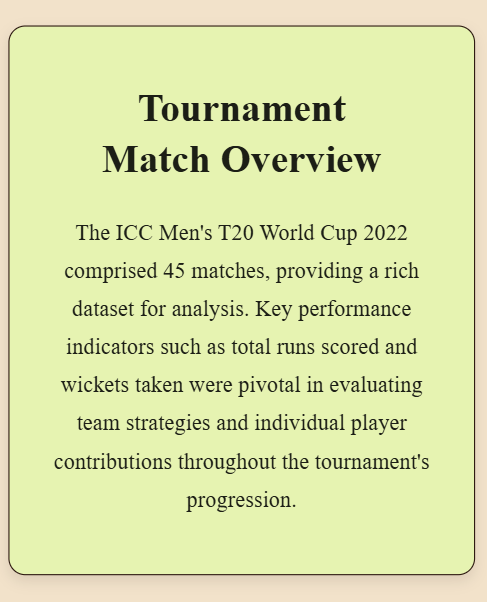 Tournament
Match Overview
The ICC Men's T20 World Cup 2022
comprised 45 matches, providing a rich
dataset for analysis. Key performance
indicators such as total runs scored and
wickets taken were pivotal in evaluating
team strategies and individual player
contributions throughout the tournament's
progression.